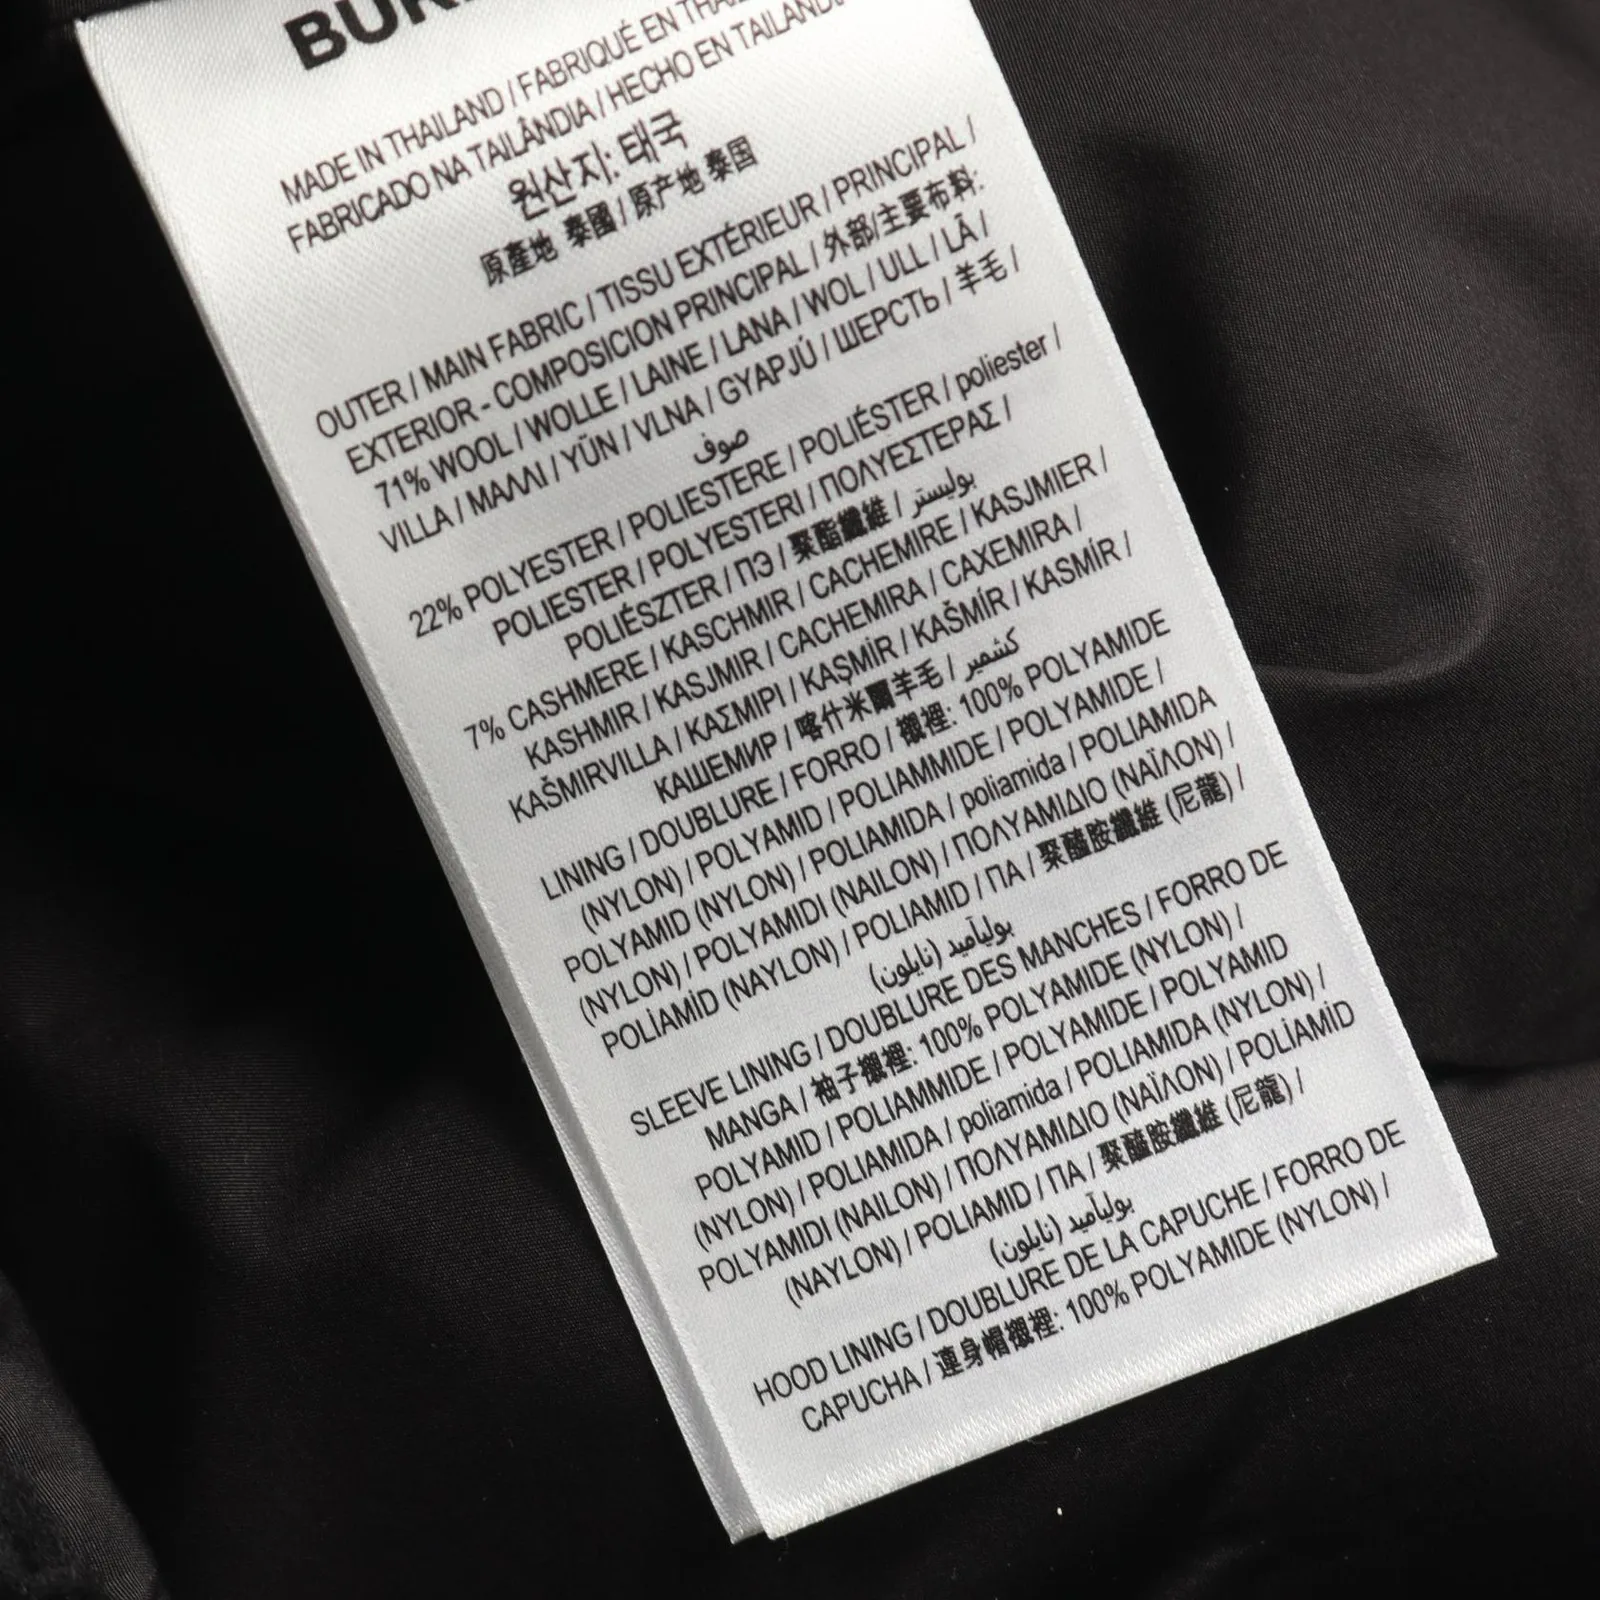 MADE IN THAILAND / FABRIQUÉ EN
FABRICADO NA TAILÂNDIA / HECHO EN TAILAND
원산지: 태국
原產地 泰國 / 原产地 泰国
OUTER / MAIN FABRIC / TISSU EXTÉRIEUR / PRINCIPAL /
EXTERIOR - COMPOSICION PRINCIPAL / 外部/主要布料:
71% WOOL / WOLLE / LAINE / LANA / WOL / ULL / LÃ /
VILLA / ΜΑΛΛΙ / YÜN / VLNA / GYAPJÚ / ШЕРСТЬ / 羊毛 /
صوف
22% POLYESTER / POLIESTERE / POLIÉSTER / poliester /
POLIESTER / POLYESTERI / ΠΟΛΥΕΣΤΕΡΑΣ /
POLIÉSZTER / ПЭ / 聚酯纖維 / بوليستر
7% CASHMERE / KASCHMIR / CACHEMIRE / KASJMIER /
KASHMIR / KASJMIR / CACHEMIRA / CAXEMIRA /
KAŠMIRVILLA / ΚΑΣΜΙΡΙ / KAŞMİR / KAŠMÍR / KASMÍR /
КАШЕМИР / 喀什米爾羊毛 / كشمير
LINING / DOUBLURE / FORRO / 襯裡: 100% POLYAMIDE
(NYLON) / POLYAMID / POLIAMMIDE / POLYAMIDE /
POLYAMID (NYLON) / POLIAMIDA / poliamida / POLIAMIDA
(NYLON) / POLYAMIDI (NAILON) / ΠΟΛΥΑΜΙΔΙΟ (ΝΑΪΛΟΝ) /
POLİAMİD (NAYLON) / POLIAMID / ПА / 聚醯胺纖維 (尼龍) /
بولياميد (نايلون)
SLEEVE LINING / DOUBLURE DES MANCHES / FORRO DE
MANGA / 袖子襯裡: 100% POLYAMIDE (NYLON) /
POLYAMID / POLIAMMIDE / POLYAMIDE / POLYAMID
(NYLON) / POLIAMIDA / poliamida / POLIAMIDA (NYLON) /
POLYAMIDI (NAILON) / ΠΟΛΥΑΜΙΔΙΟ (ΝΑΪΛΟΝ) / POLİAMİD
(NAYLON) / POLIAMID / ПА / 聚醯胺纖維 (尼龍) /
بولياميد (نايلون)
HOOD LINING / DOUBLURE DE LA CAPUCHE / FORRO DE
CAPUCHA / 連身帽襯裡: 100% POLYAMIDE (NYLON) /